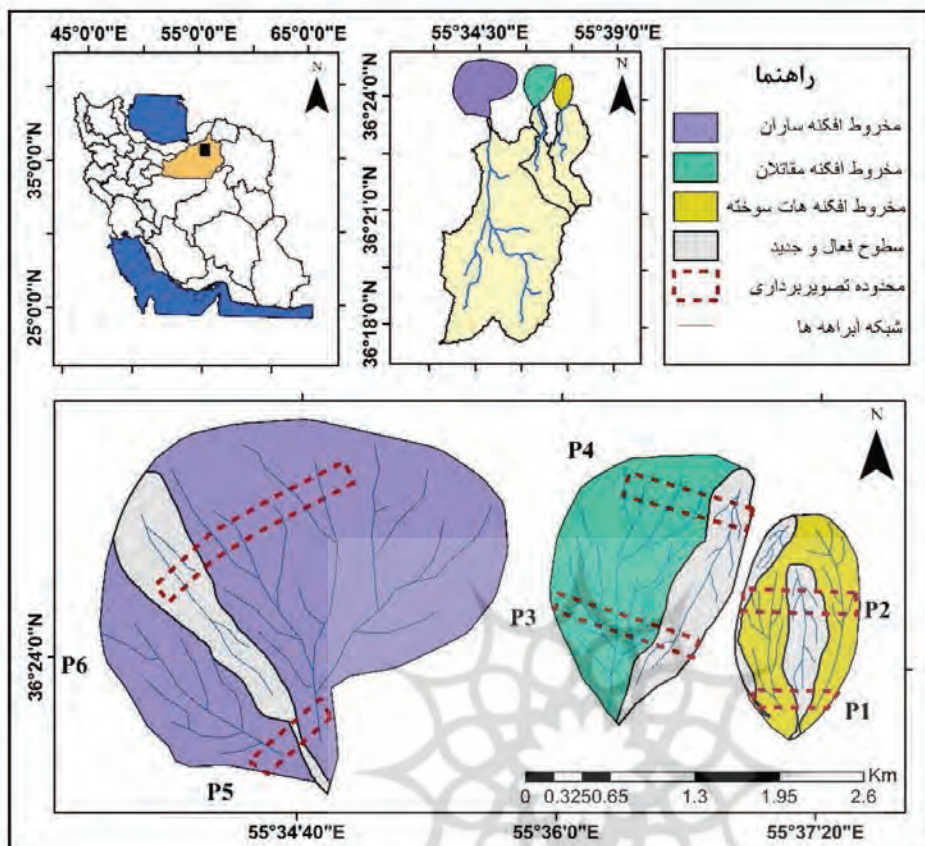 45°0'0"E 55°0'0"E 65°0'0"E
35°0'0"N
25°0'0"N
N
55°34'30"E 55°39'0"E
36°24'0"N
36°21'0"N
36°18'0"N
N
راهنما
مخروط افکنه ساران
مخروط افکنه مقاتلان
مخروط افکنه هات سوخته
سطوح فعال و جدید
محدوده تصویربرداری
شبکه آبراهه ها
N
P4
P3
P2
P6
P1
P5
36°24'0"N
Km
0 0.3250.65 1.3 1.95 2.6
55°34'40"E 55°36'0"E 55°37'20"E